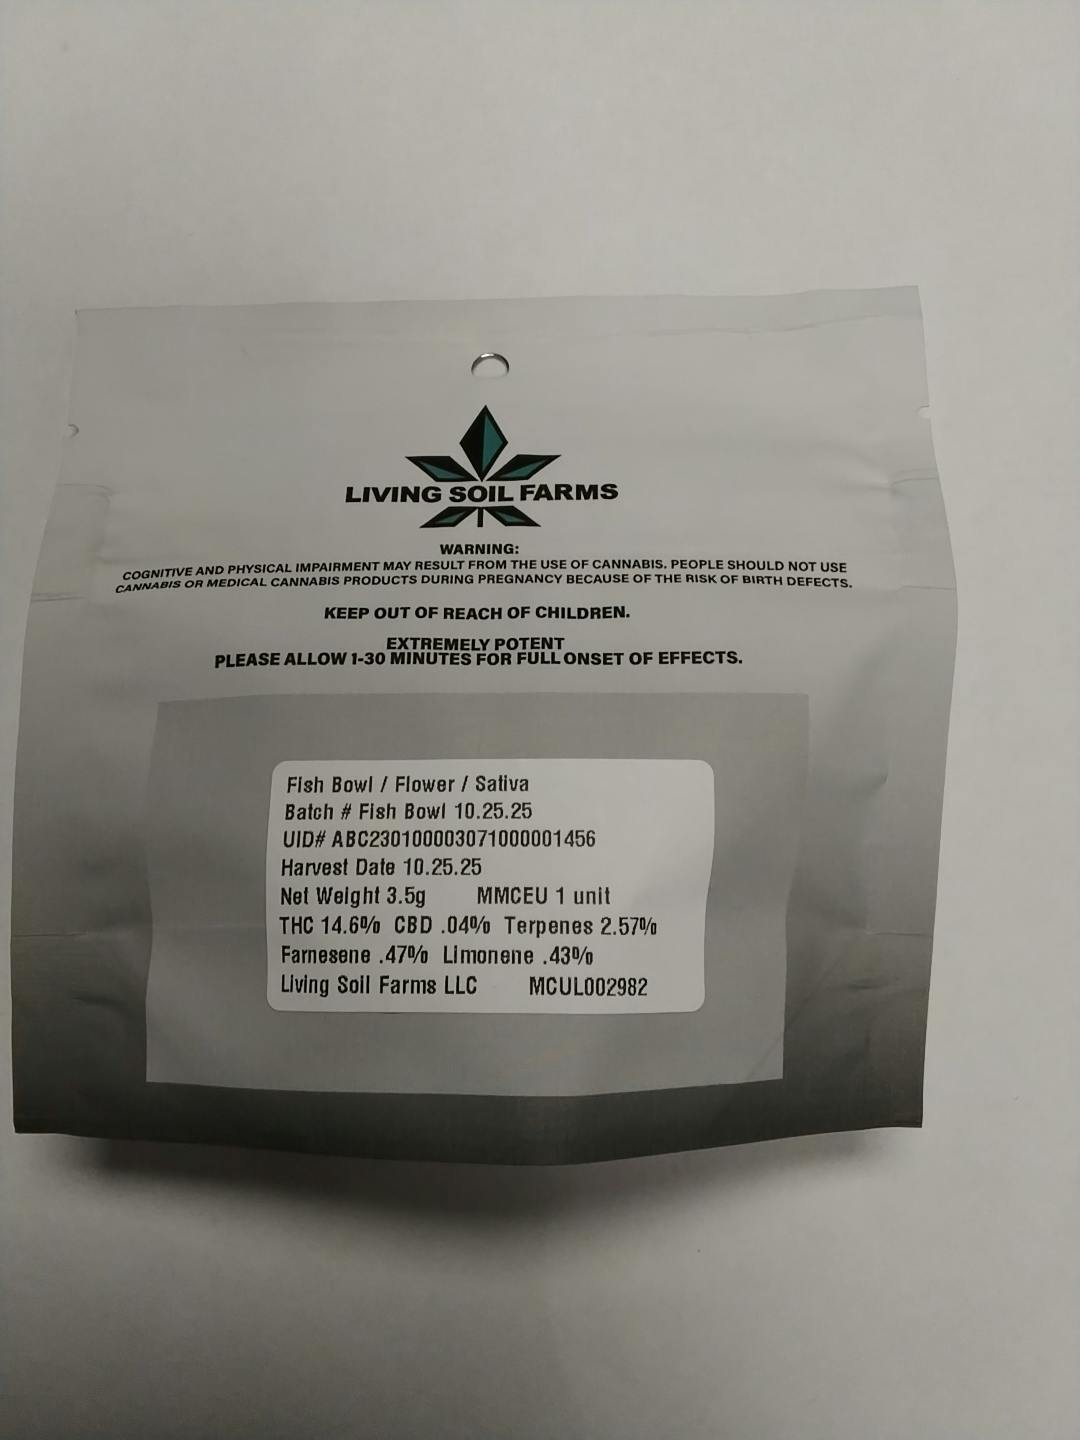 LIVING SOIL FARMS
WARNING:
COGNITIVE AND PHYSICAL IMPAIRMENT MAY RESULT FROM THE USE OF CANNABIS. PEOPLE SHOULD NOT USE
CANNABIS OR MEDICAL CANNABIS PRODUCTS DURING PREGNANCY BECAUSE OF THE RISK OF BIRTH DEFECTS.
KEEP OUT OF REACH OF CHILDREN.
EXTREMELY POTENT
PLEASE ALLOW 1-30 MINUTES FOR FULL ONSET OF EFFECTS.
Fish Bowl / Flower / Sativa
Batch # Fish Bowl 10.25.25
UID# ABC230100003071000001456
Harvest Date 10.25.25
Net Weight 3.5g MMCEU 1 unit
THC 14.6% CBD .04% Terpenes 2.57%
Farnesene .47% Limonene .43%
Living Soil Farms LLC MCUL002982